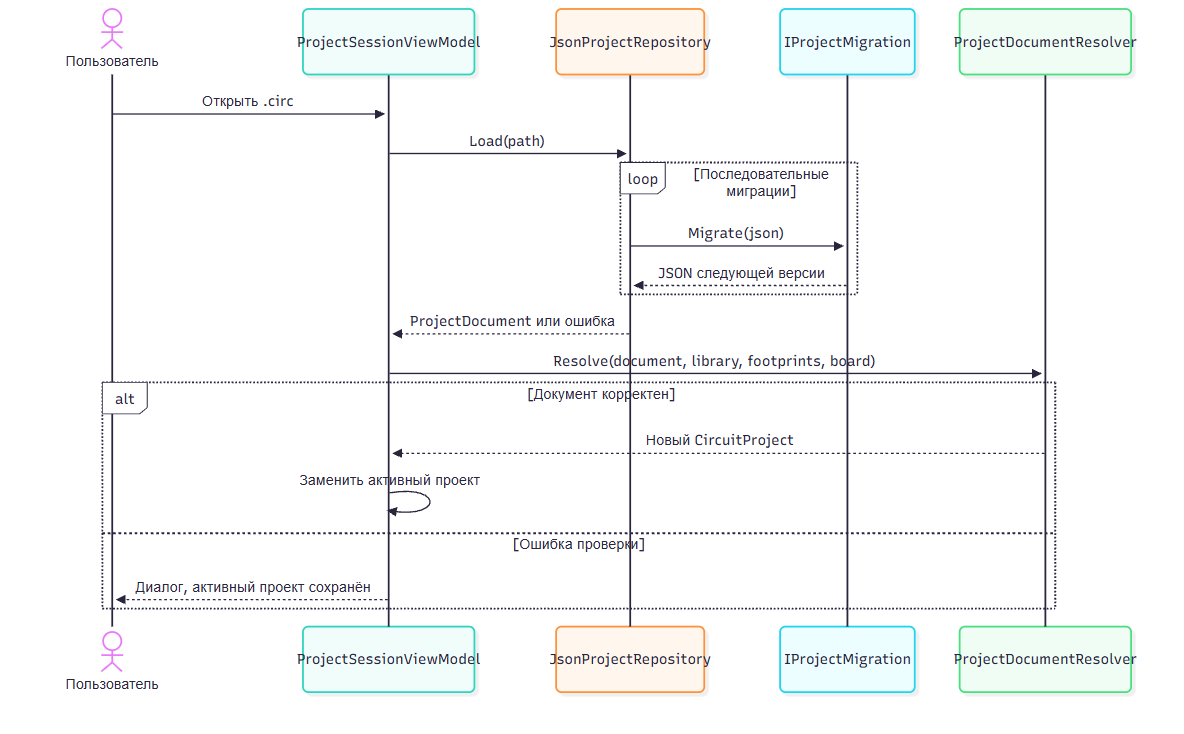 Пользователь
ProjectSessionViewModel
JsonProjectRepository
IProjectMigration
ProjectDocumentResolver
Открыть .circ
Load(path)
loop
[Последовательные
миграции]
Migrate(json)
JSON следующей версии
ProjectDocument или ошибка
Resolve(document, library, footprints, board)
alt
[Документ корректен]
Новый CircuitProject
Заменить активный проект
[Ошибка проверки]
Диалог, активный проект сохранён
Пользователь
ProjectSessionViewModel
JsonProjectRepository
IProjectMigration
ProjectDocumentResolver